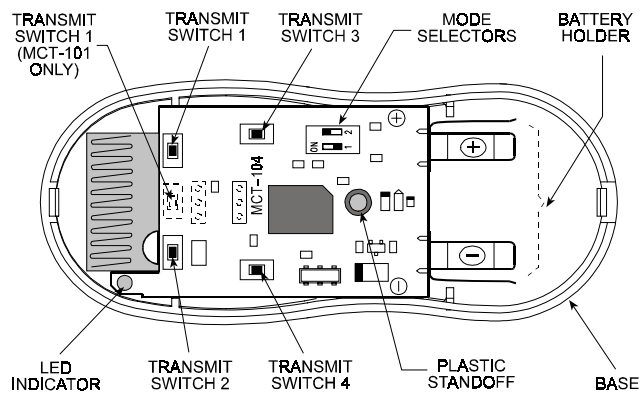 TRANSMIT
SWITCH 1
(MCT-101
ONLY)
TRANSMIT
SWITCH 1
TRANSMIT
SWITCH 3
MODE
SELECTORS
BATTERY
HOLDER
ON
2
1
MCT-104
+
+
−
−
LED
INDICATOR
TRANSMIT
SWITCH 2
TRANSMIT
SWITCH 4
PLASTIC
STANDOFF
BASE